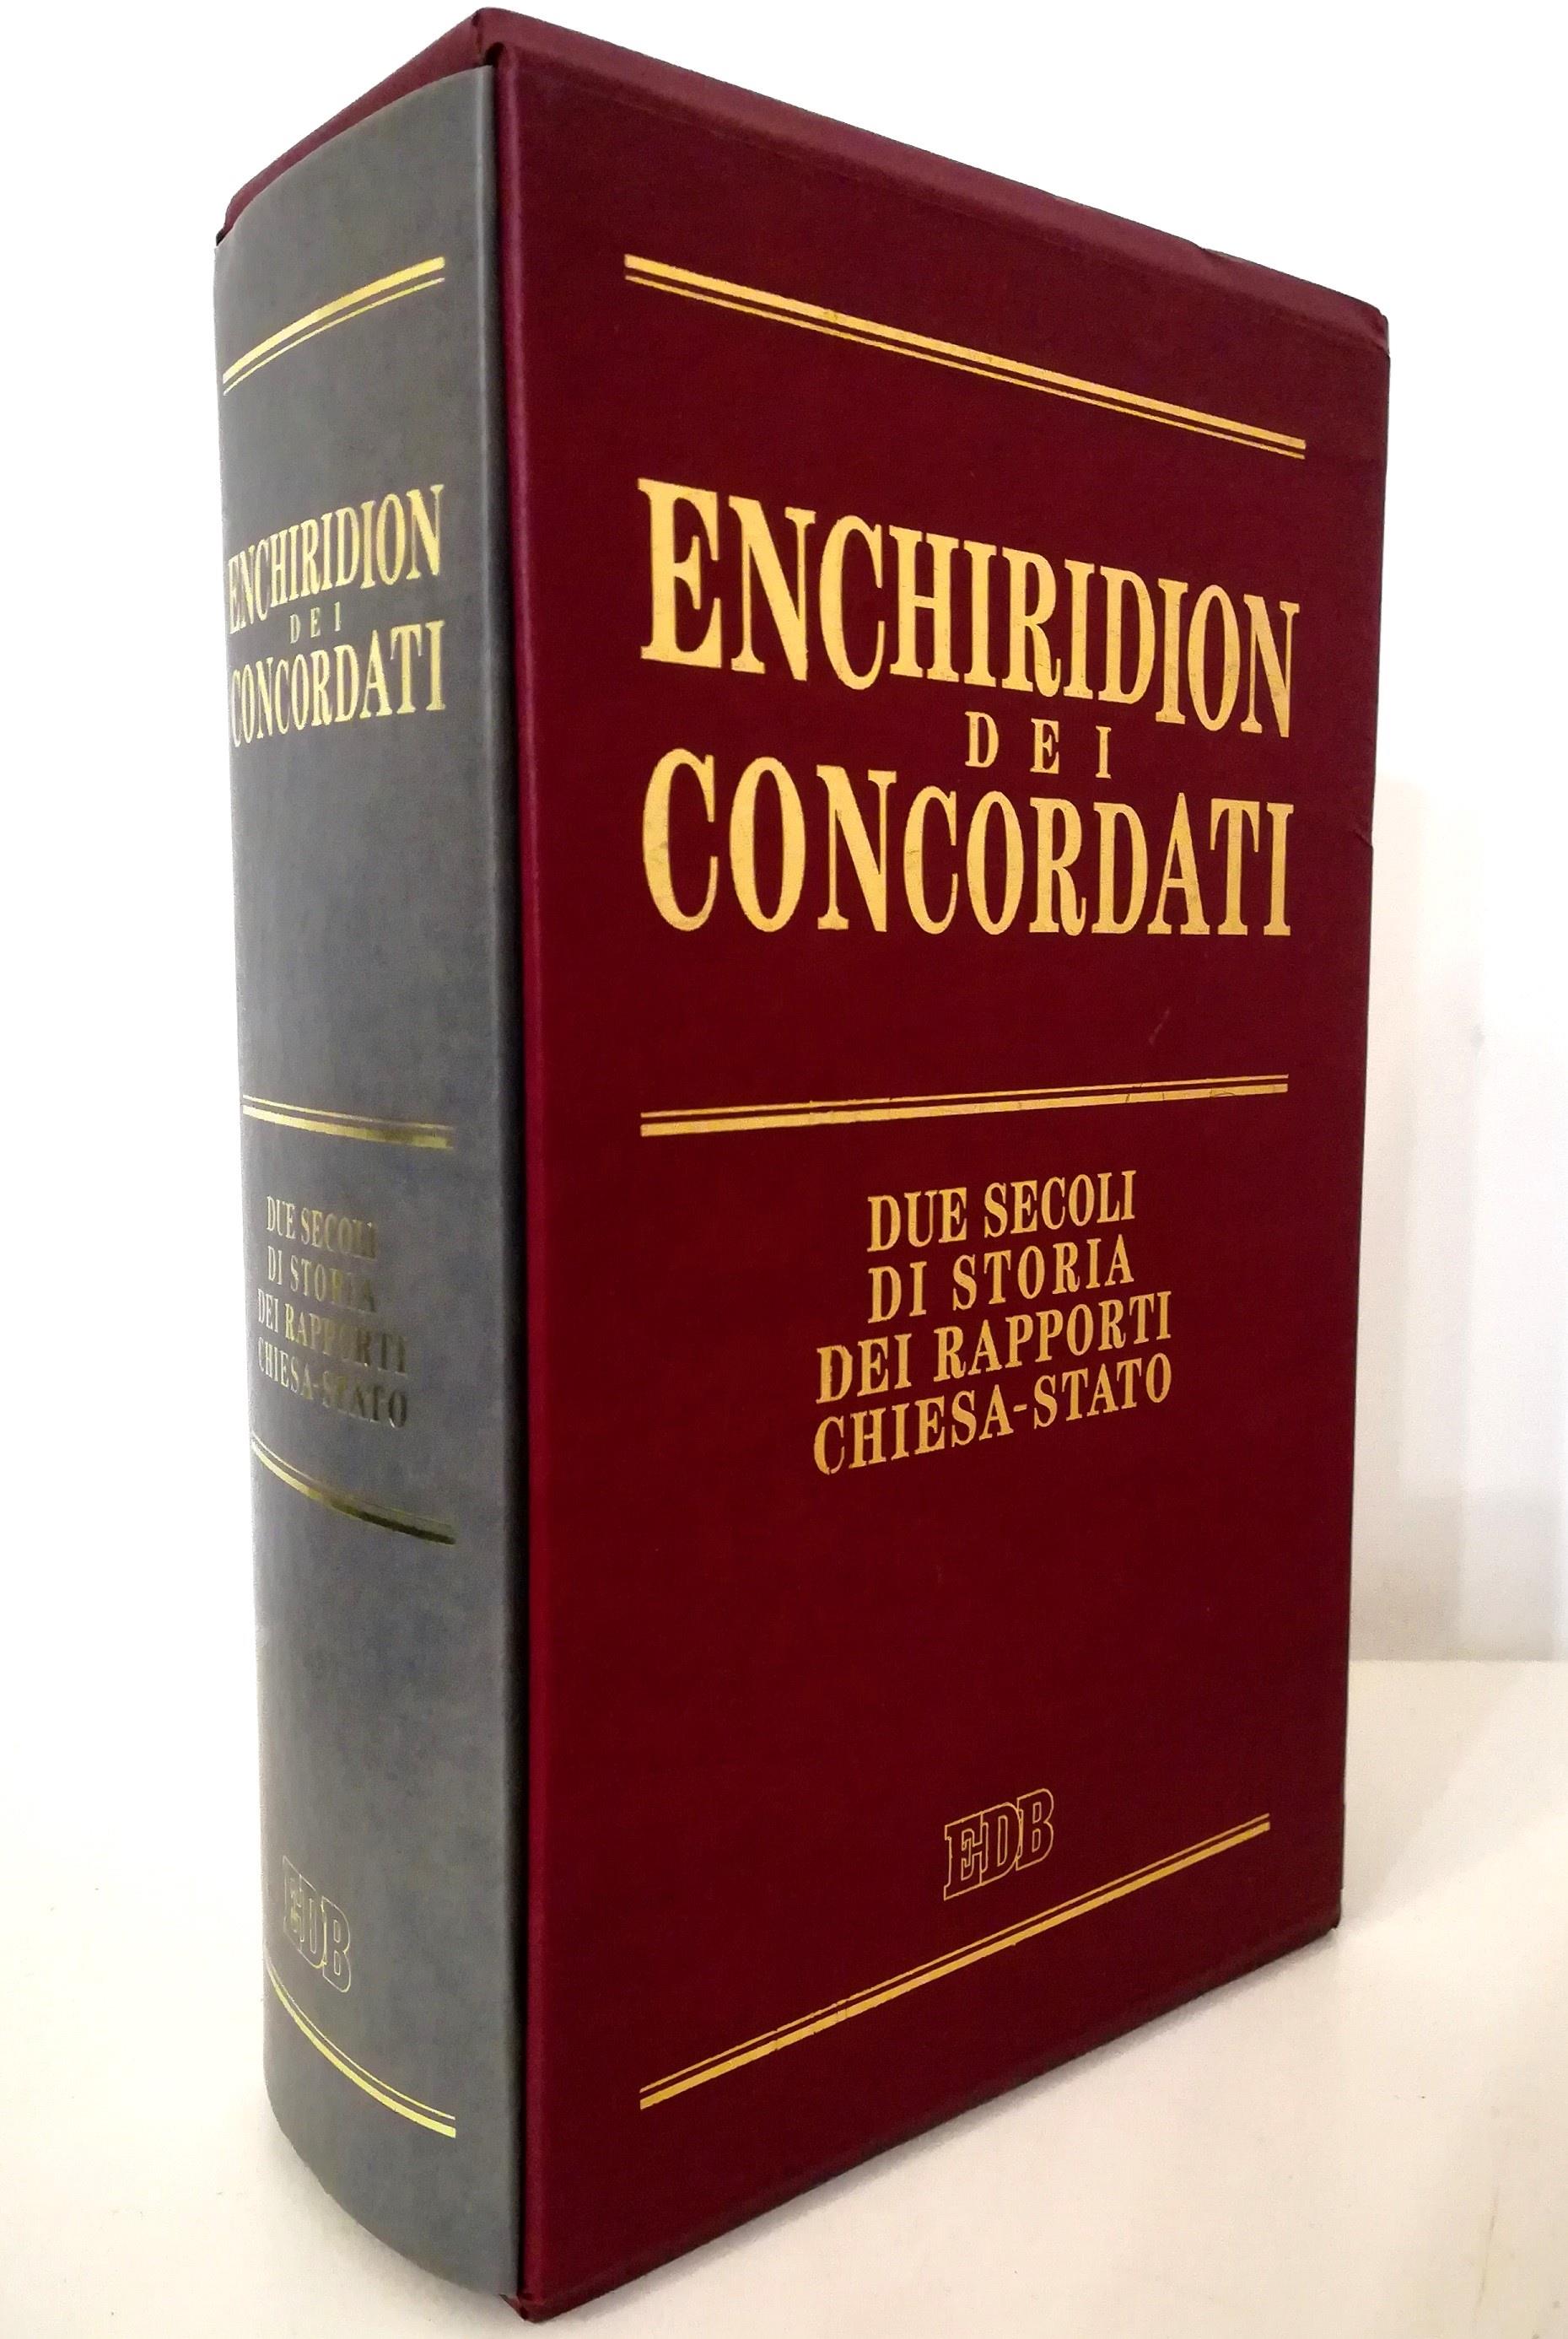 ENCHIRIDION
DEI
CONCORDATI
DUE SECOLI
DI STORIA
DEI RAPPORTI
CHIESA-STATO
EDB
ENCHIRIDION
DEI
CONCORDATI
DUE SECOLI
DI STORIA
DEI RAPPORTI
CHIESA-STATO
EDB